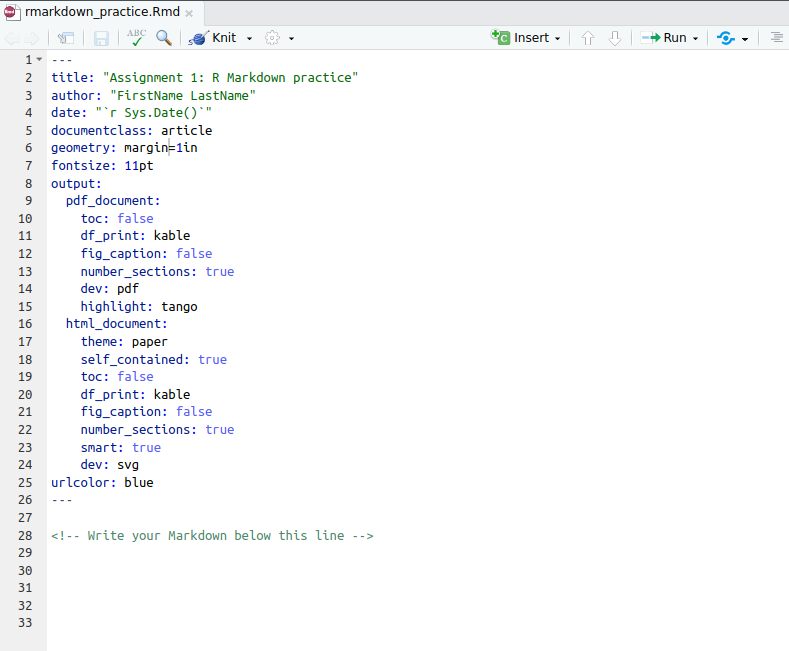 rmarkdown_practice.Rmd
ABC Knit Insert Run
1 ---
2 title: "Assignment 1: R Markdown practice"
3 author: "FirstName LastName"
4 date: "`r Sys.Date()`"
5 documentclass: article
6 geometry: margin=1in
7 fontsize: 11pt
8 output:
9   pdf_document:
10     toc: false
11     df_print: kable
12     fig_caption: false
13     number_sections: true
14     dev: pdf
15     highlight: tango
16   html_document:
17     theme: paper
18     self_contained: true
19     toc: false
20     df_print: kable
21     fig_caption: false
22     number_sections: true
23     smart: true
24     dev: svg
25 urlcolor: blue
26 ---
27
28 <!-- Write your Markdown below this line -->
29
30
31
32
33